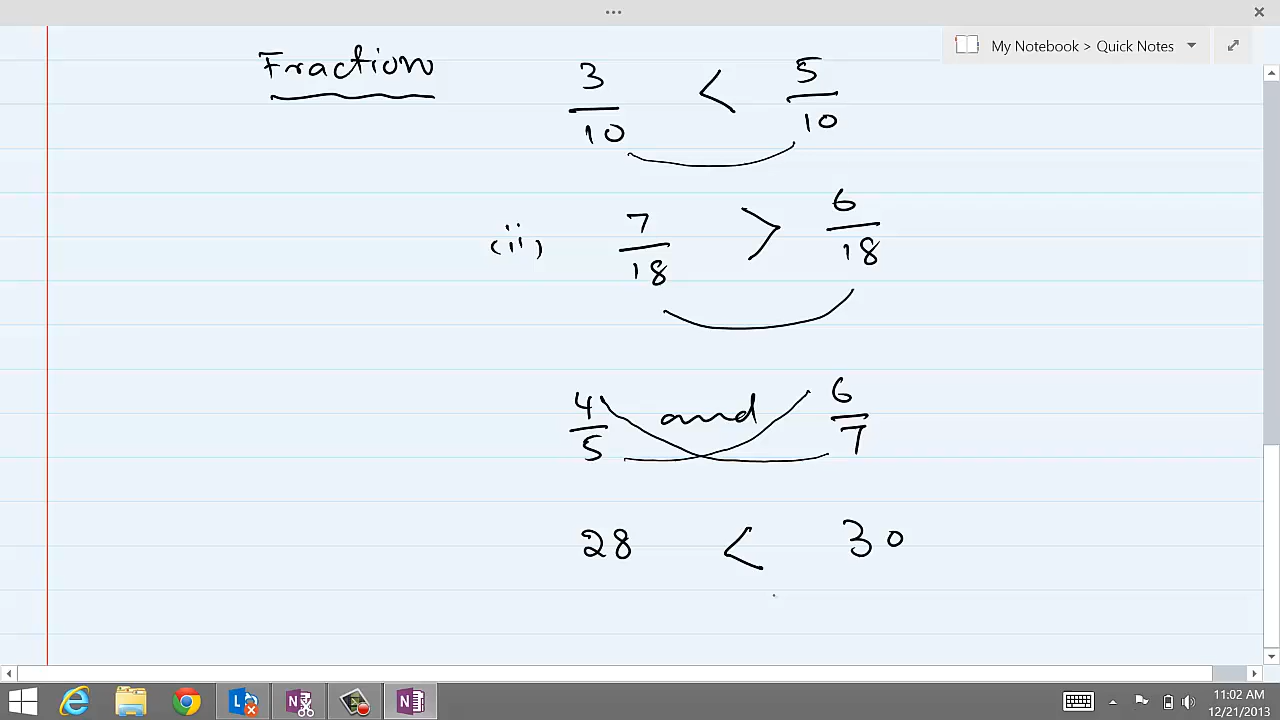 My Notebook > Quick Notes
Fraction 3/10 < 5/10
(ii) 7/18 > 6/18
4/5 and 6/7
28 < 30
11:02 AM
12/21/2013